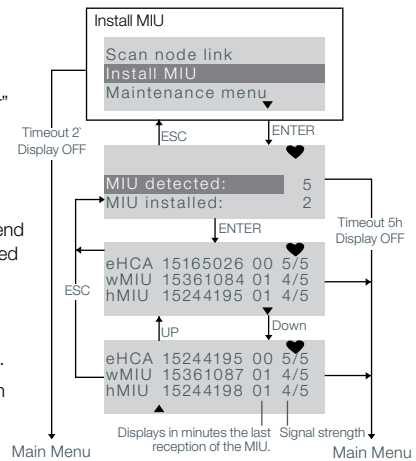 Install MIU
Scan node link
Install MIU
Maintenance menu
”
Timeout 2`
Display OFF
ESC
ENTER
MIU detected: 5
MIU installed: 2
end
ed
ENTER
Timeout 5h
Display OFF
eHCA 15165026 00 5/5
wMIU 15361084 01 4/5
hMIU 15244195 01 4/5
ESC
UP
Down
eHCA 15244195 00 5/5
wMIU 15361087 01 4/5
hMIU 15244198 01 4/5
.
n
Displays in minutes the last
reception of the MIU.
Signal strength
Main Menu
Main Menu